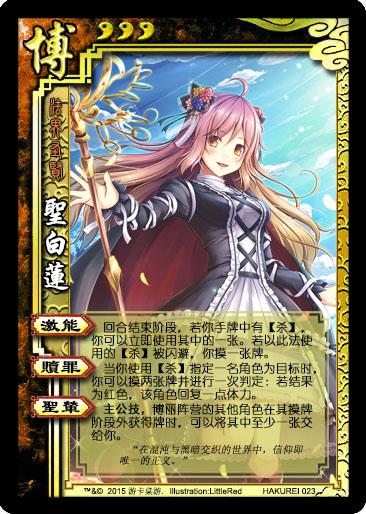 博
法界全覽
聖白蓮
激能
回合结束阶段，若你手牌中有【杀】，
你可以立即使用其中的一张。若以此法使
用的【杀】被闪避，你摸一张牌。
贖罪
当你使用【杀】指定一名角色为目标时，
你可以摸两张牌并进行一次判定：若结果
为红色，该角色回复一点体力。
聖輦
主公技，博丽阵营的其他角色在其摸牌
阶段外获得牌时，可以将其中至少一张交
给你。
“在混沌与黑暗交织的世界中，信仰即
唯一的正义。”
™&© 2015 游卡桌游. Illustration:LittleRed HAKUREI 023